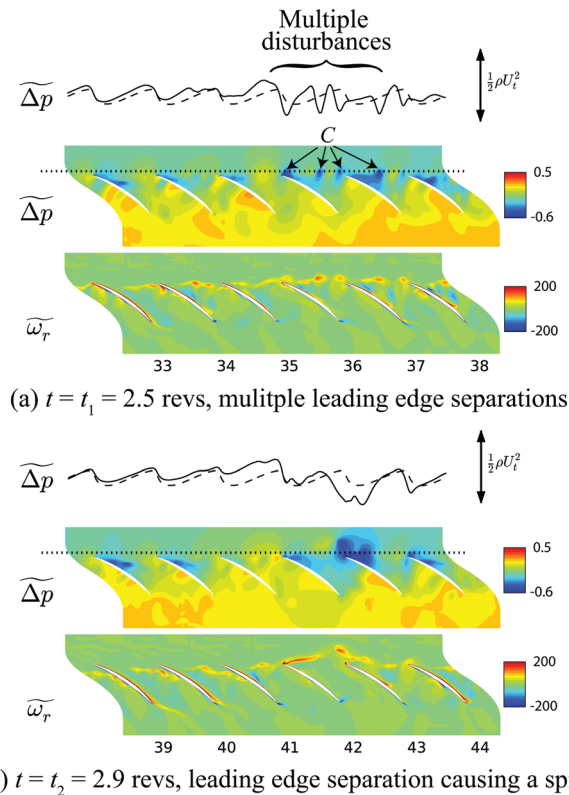 Multiple
disturbances
Δp
½ρU_t²
C
Δp
0.5
-0.6
ω_r
200
-200
33 34 35 36 37 38
(a) t = t₁ = 2.5 revs, mulitple leading edge separations
Δp
½ρU_t²
Δp
0.5
-0.6
ω_r
200
-200
39 40 41 42 43 44
) t = t₂ = 2.9 revs, leading edge separation causing a sp